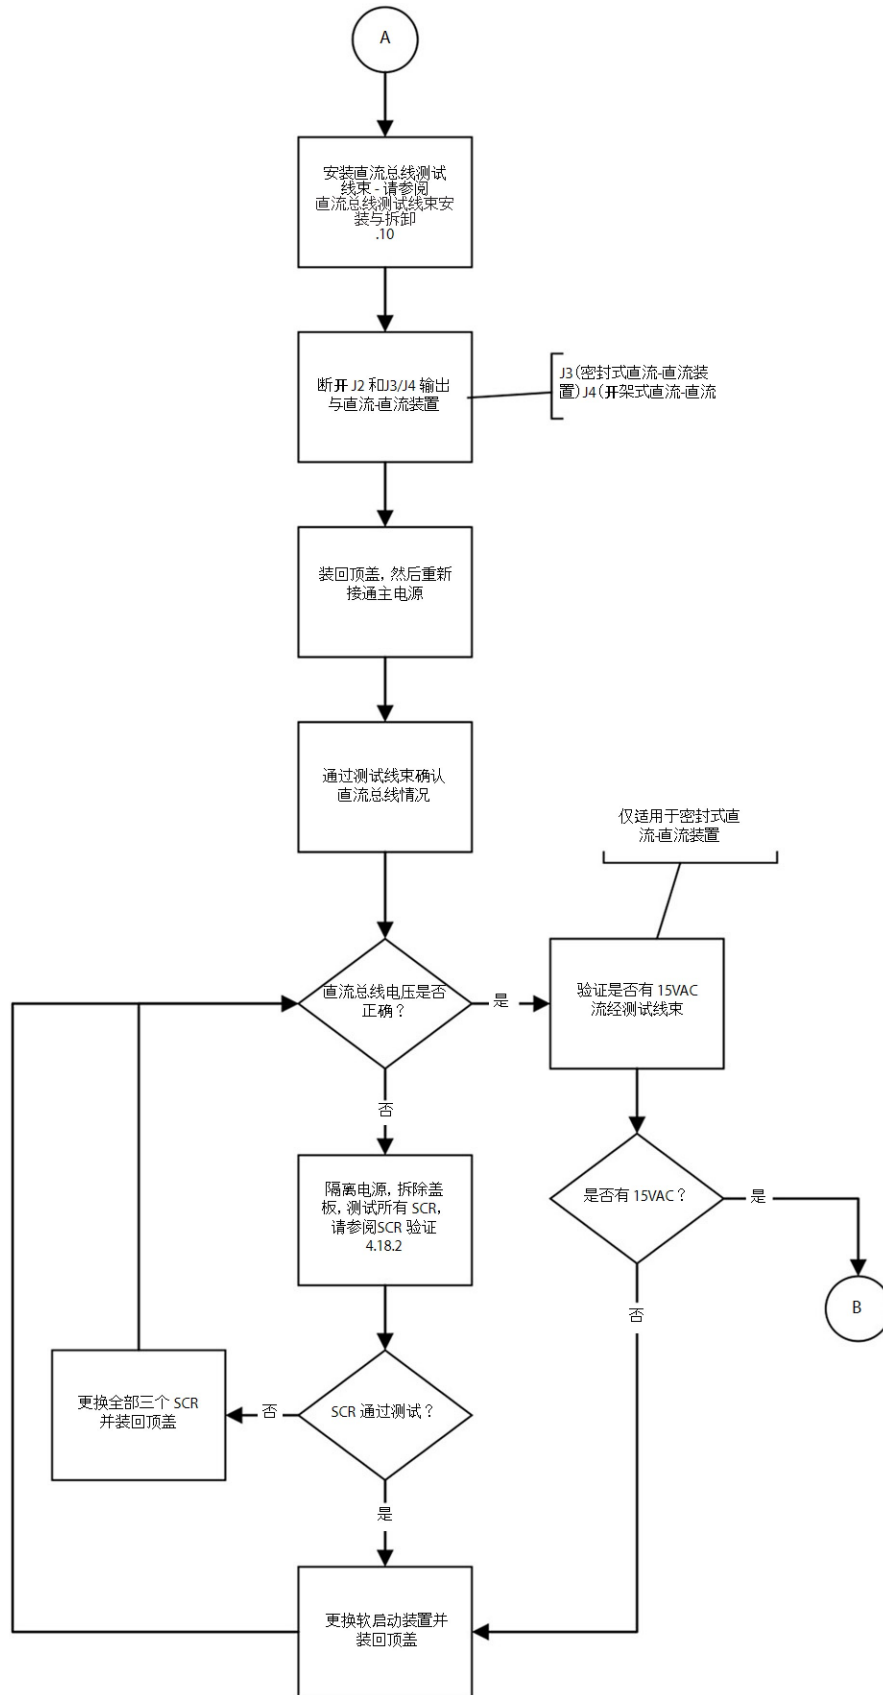 A
安装直流总线测试
线束 - 请参阅
直流总线测试线束安
装与拆卸
.10
断开 J2 和J3/J4 输出
与直流-直流装置
J3(密封式直流-直流装
置) J4(开架式直流-直流
装回顶盖,然后重新
接通主电源
通过测试线束确认
直流总线情况
仅适用于密封式直
流-直流装置
直流总线电压是否
正确?
是
验证是否有 15VAC
流经测试线束
否
隔离电源,拆除盖
板,测试所有 SCR,
请参阅SCR 验证
4.18.2
是否有 15VAC?
是
B
否
更换全部三个 SCR
并装回顶盖
否
SCR 通过测试?
是
更换软启动装置并
装回顶盖